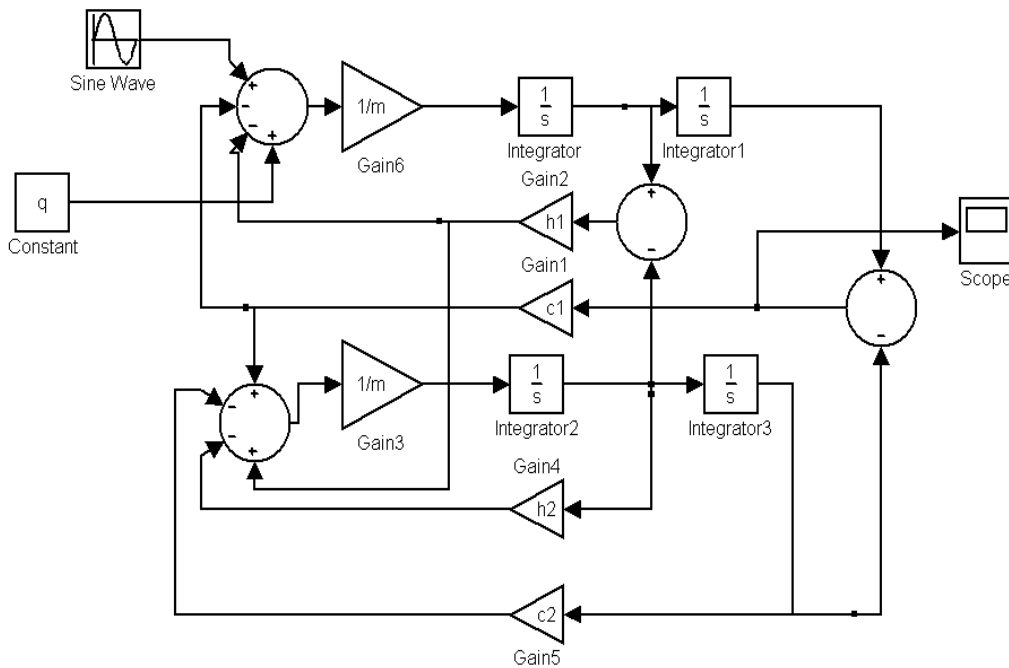 Sine Wave
+
-
-
+
1/m
Gain6
1
s
Integrator
1
s
Integrator1
q
Constant
Gain2
h1
+
-
Scope
Gain1
c1
+
-
+
-
-
+
1/m
Gain3
1
s
Integrator2
1
s
Integrator3
Gain4
h2
c2
Gain5